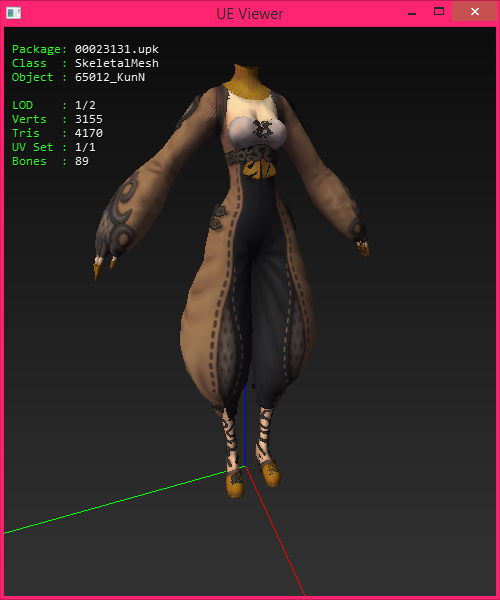 UE Viewer
Package: 00023131.upk
Class  : SkeletalMesh
Object : 65012_KunN
LOD    : 1/2
Verts  : 3155
Tris   : 4170
UV Set : 1/1
Bones  : 89